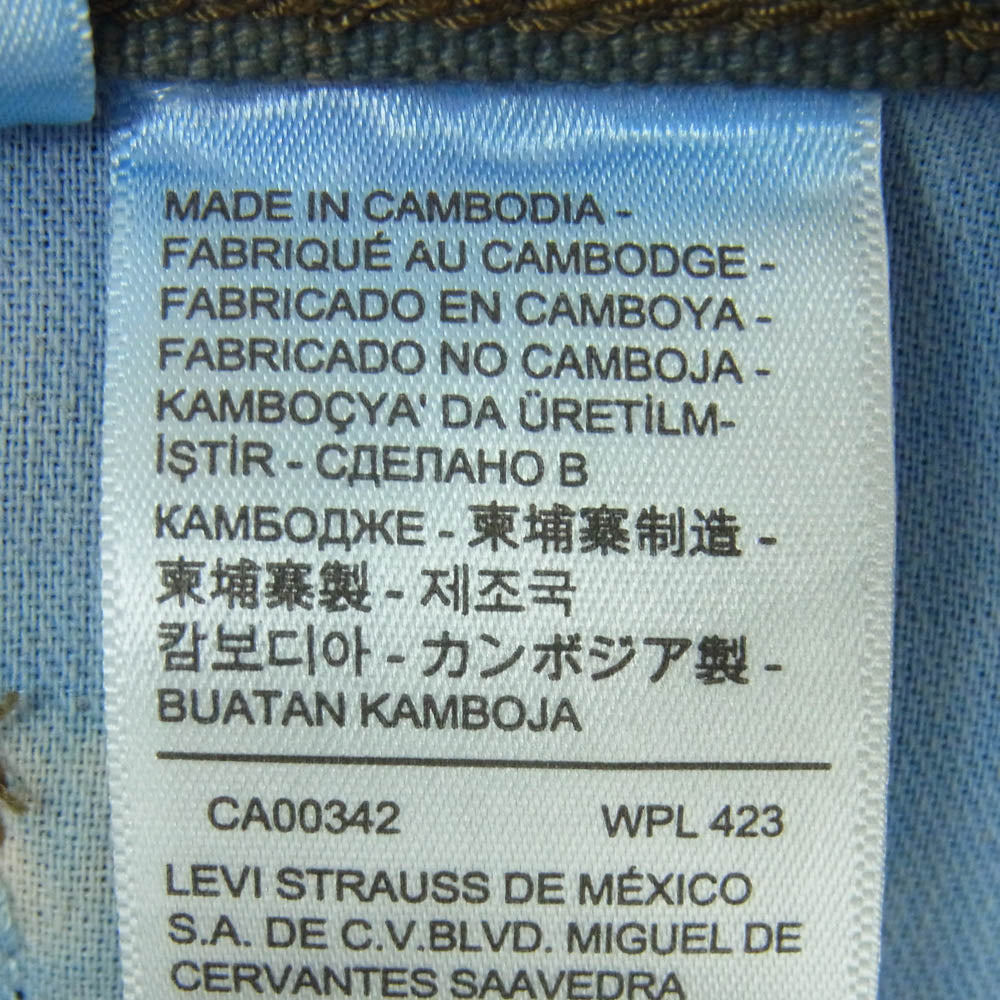 MADE IN CAMBODIA -
FABRIQUÉ AU CAMBODGE -
FABRICADO EN CAMBOYA -
FABRICADO NO CAMBOJA -
KAMBOÇYA' DA ÜRETİLM-
İŞTİR - СДЕЛАНО В
КАМБОДЖЕ - 柬埔寨制造 -
柬埔寨製 - 제조국
캄보디아 - カンボジア製 -
BUATAN KAMBOJA
CA00342 WPL 423
LEVI STRAUSS DE MÉXICO
S.A. DE C.V.BLVD. MIGUEL DE
CERVANTES SAAVEDRA